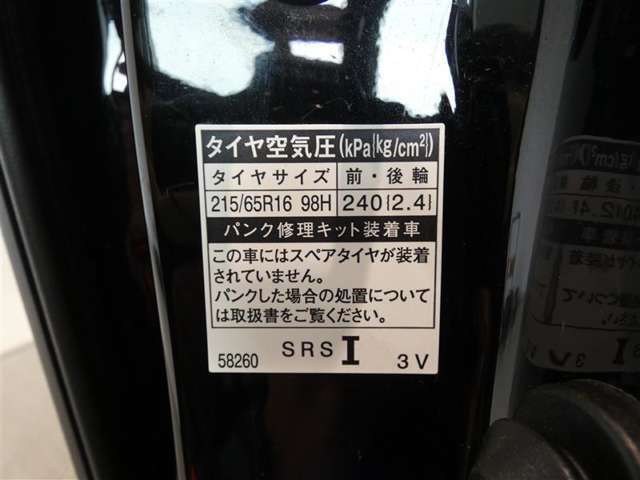 タイヤ空気圧(kPa{kg/cm²})
タイヤサイズ 前・後輪
215/65R16 98H 240{2.4}
パンク修理キット装着車
この車にはスペアタイヤが装着
されていません。
パンクした場合の処置について
は取扱書をご覧ください。
58260 SRS I 3V